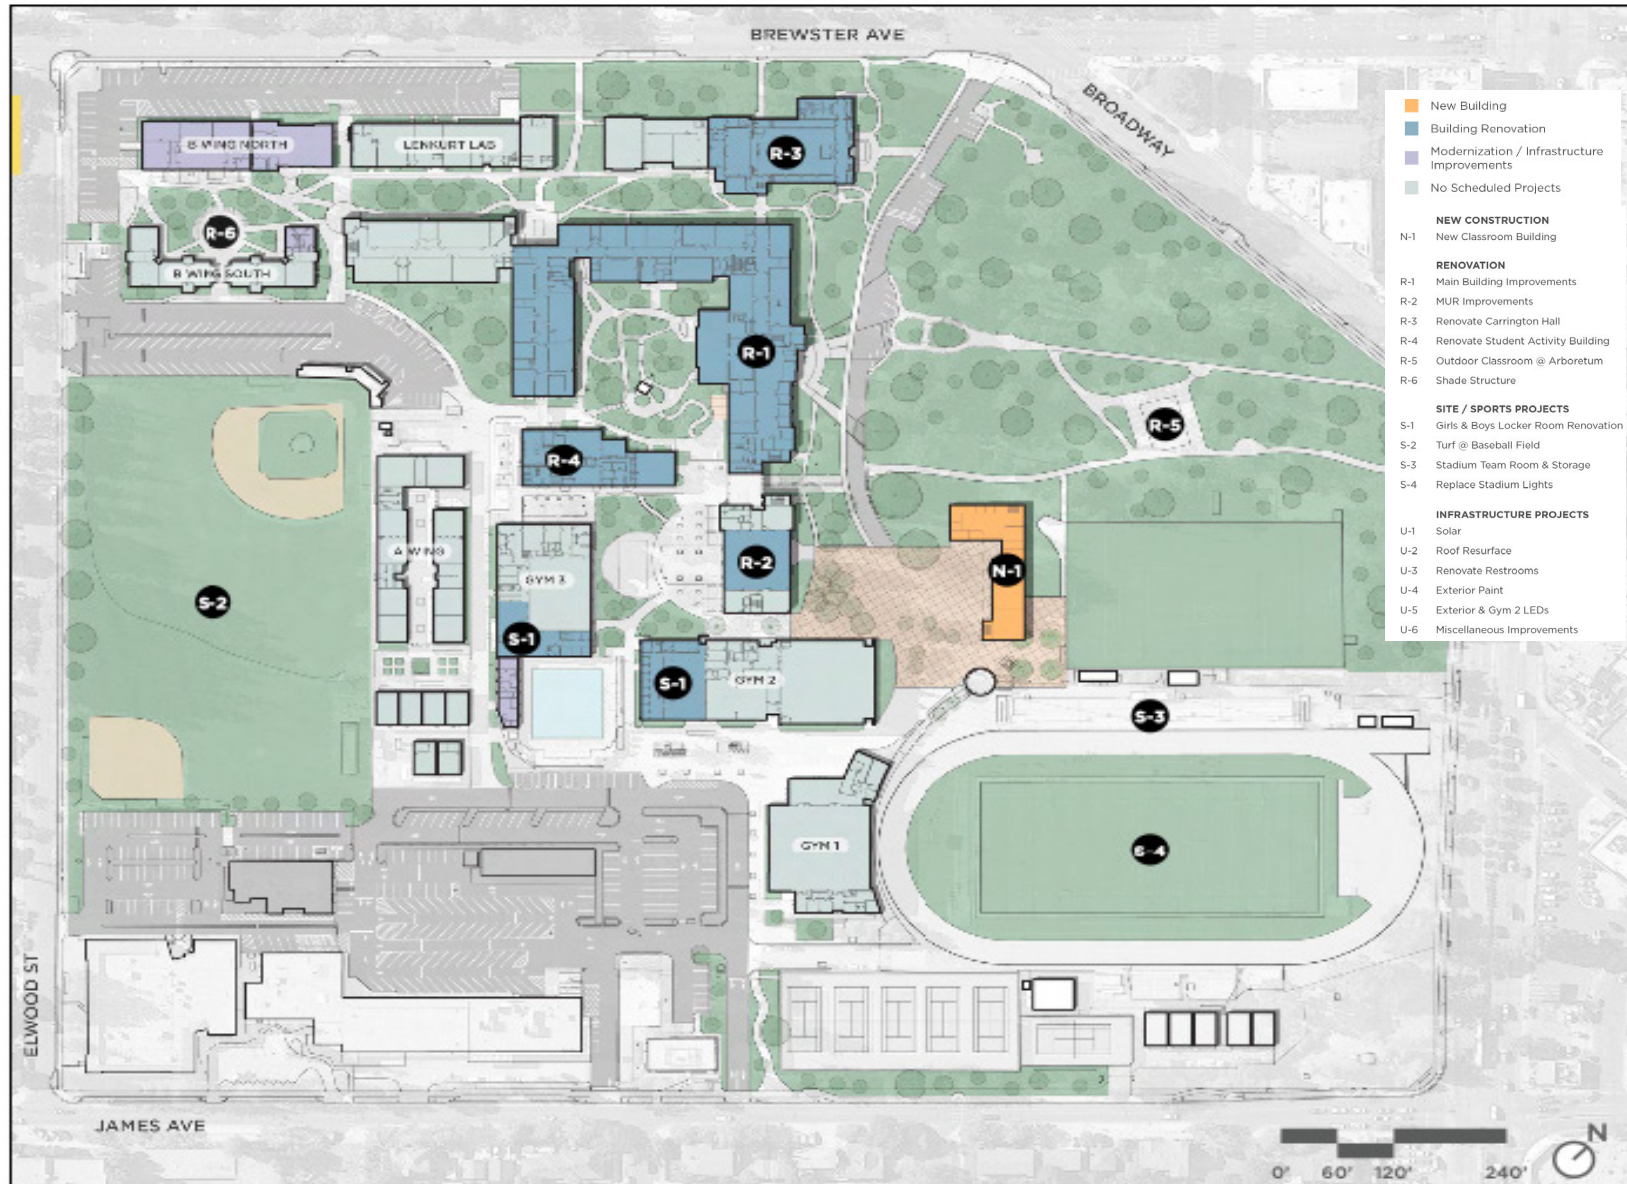 BREWSTER AVE
BROADWAY
New Building
Building Renovation
Modernization / Infrastructure
Improvements
No Scheduled Projects
NEW CONSTRUCTION
N-1 New Classroom Building
RENOVATION
R-1 Main Building Improvements
R-2 MUR Improvements
R-3 Renovate Carrington Hall
R-4 Renovate Student Activity Building
R-5 Outdoor Classroom @ Arboretum
R-6 Shade Structure
SITE / SPORTS PROJECTS
S-1 Girls & Boys Locker Room Renovation
S-2 Turf @ Baseball Field
S-3 Stadium Team Room & Storage
S-4 Replace Stadium Lights
INFRASTRUCTURE PROJECTS
U-1 Solar
U-2 Roof Resurface
U-3 Renovate Restrooms
U-4 Exterior Paint
U-5 Exterior & Gym 2 LEDs
U-6 Miscellaneous Improvements
B WING NORTH
LENKURT LAB
R-3
R-6
B WING SOUTH
R-1
R-5
R-4
A WING
GYM 3
R-2
N-1
S-2
S-1
S-1
GYM 2
S-3
GYM 1
S-4
ELWOOD ST
JAMES AVE
N
0' 60' 120' 240'